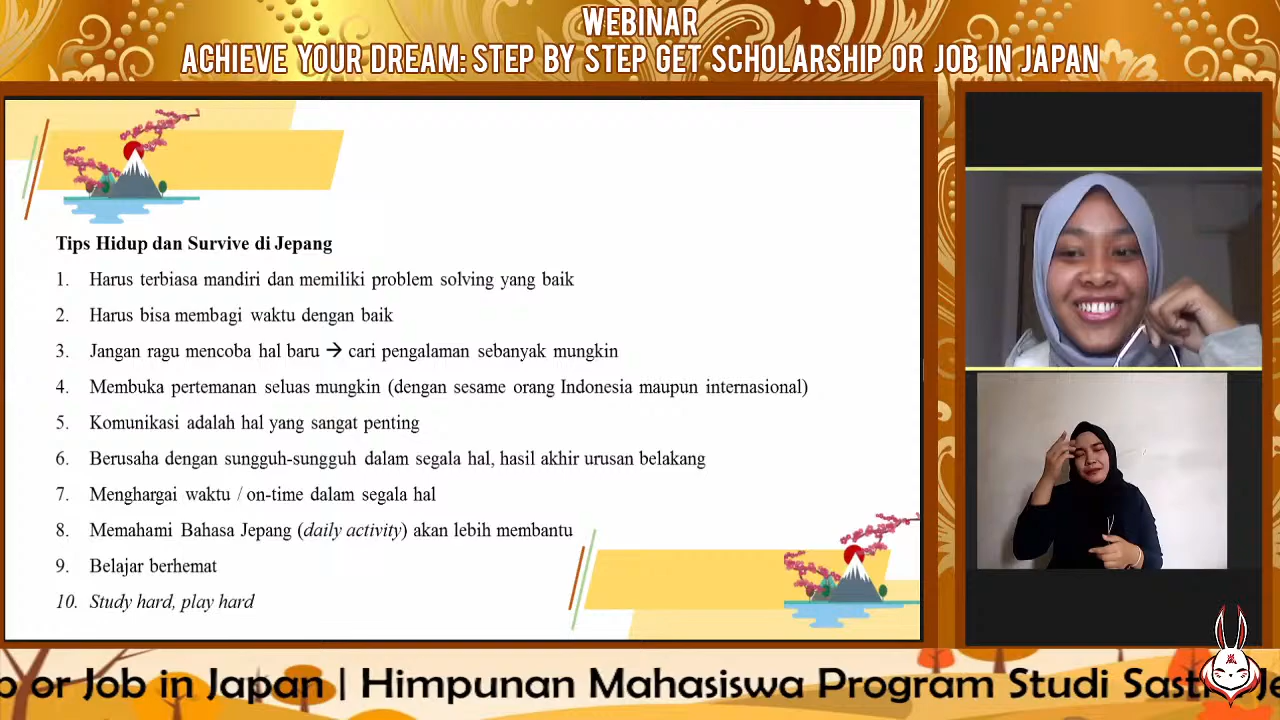 WEBINAR
ACHIEVE YOUR DREAM: STEP BY STEP GET SCHOLARSHIP OR JOB IN JAPAN
Tips Hidup dan Survive di Jepang
1. Harus terbiasa mandiri dan memiliki problem solving yang baik
2. Harus bisa membagi waktu dengan baik
3. Jangan ragu mencoba hal baru → cari pengalaman sebanyak mungkin
4. Membuka pertemanan seluas mungkin (dengan sesame orang Indonesia maupun internasional)
5. Komunikasi adalah hal yang sangat penting
6. Berusaha dengan sungguh-sungguh dalam segala hal, hasil akhir urusan belakang
7. Menghargai waktu / on-time dalam segala hal
8. Memahami Bahasa Jepang (daily activity) akan lebih membantu
9. Belajar berhemat
10. Study hard, play hard
or Job in Japan | Himpunan Mahasiswa Program Studi